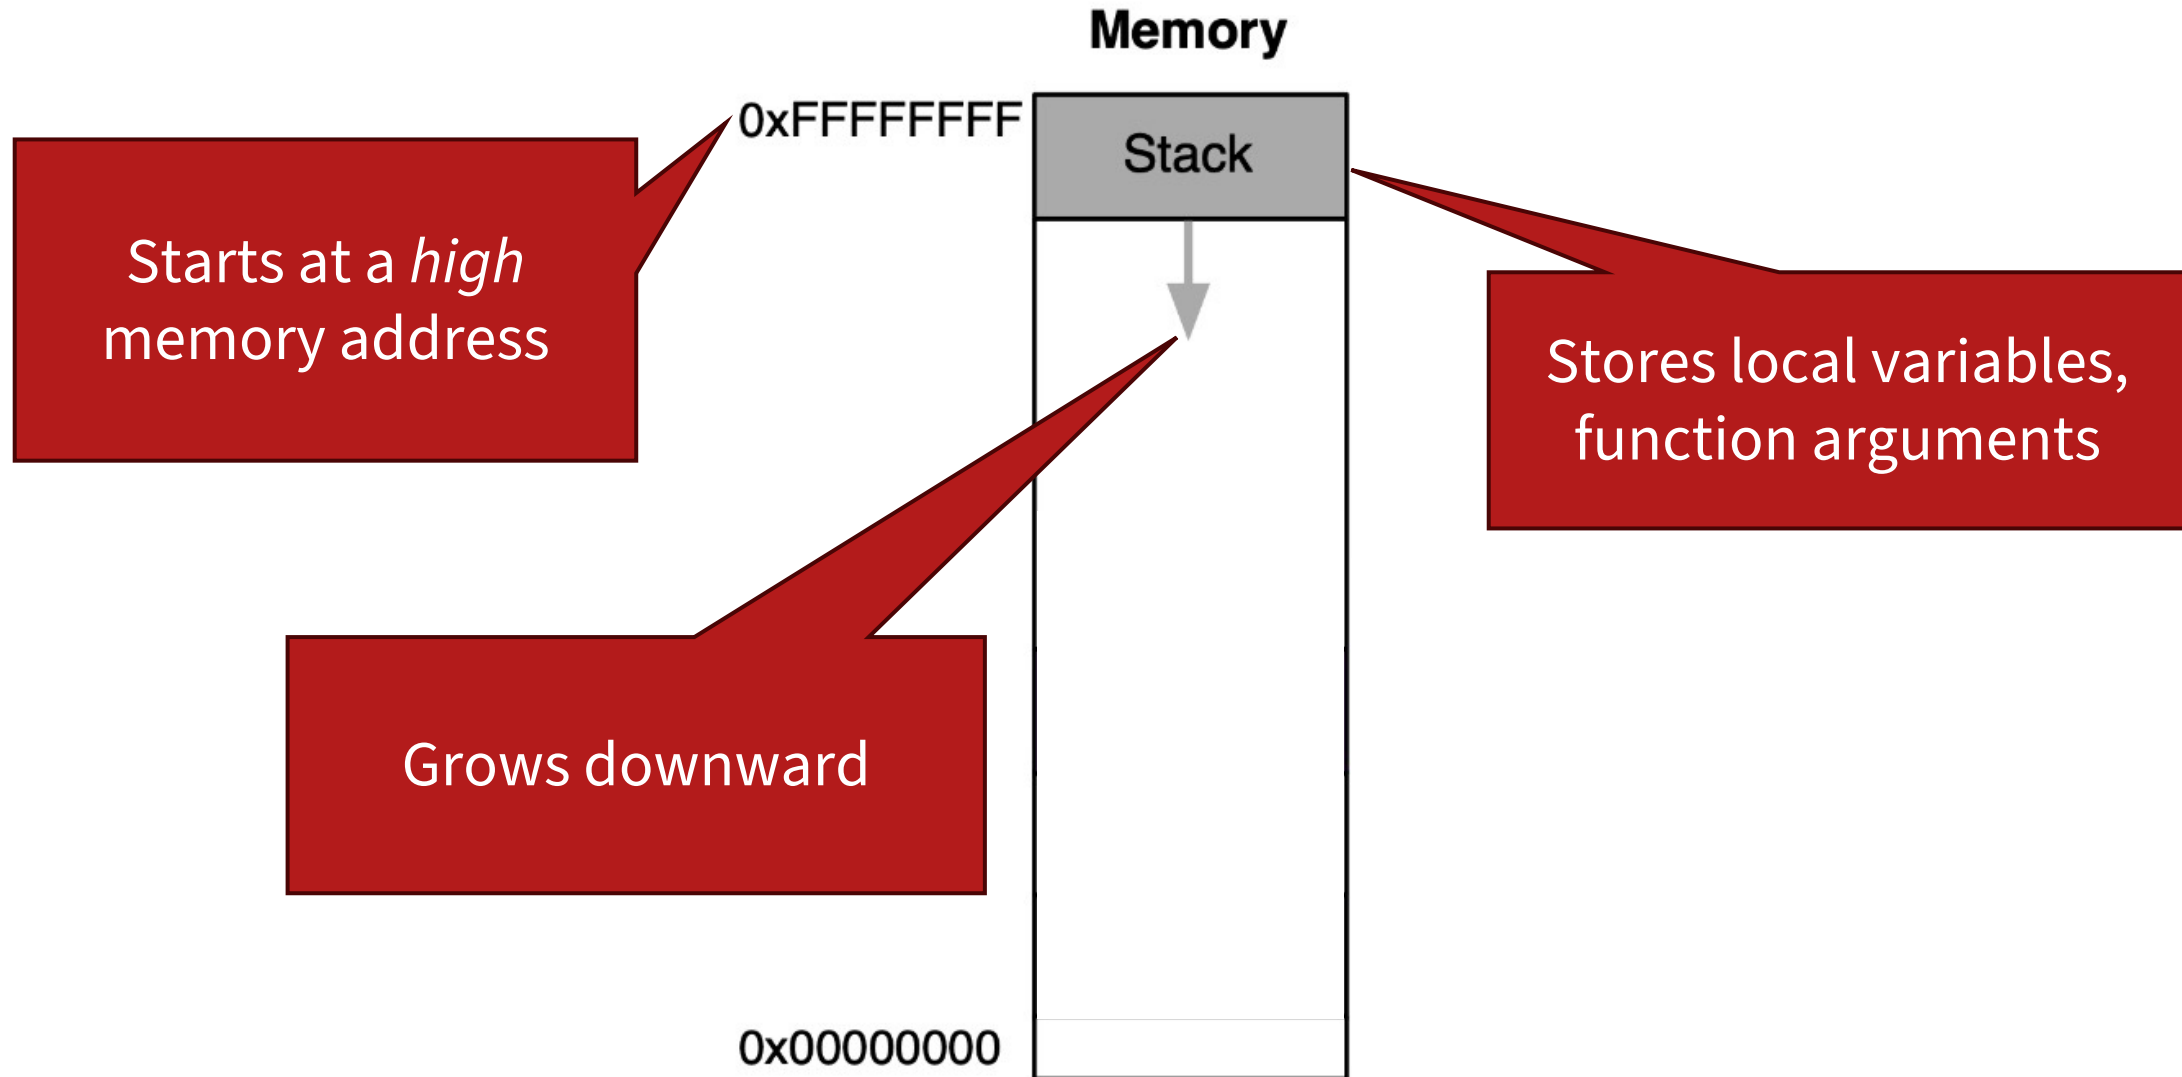 Memory
0xFFFFFFFF
Stack
Starts at a high
memory address
Stores local variables,
function arguments
Grows downward
0x00000000